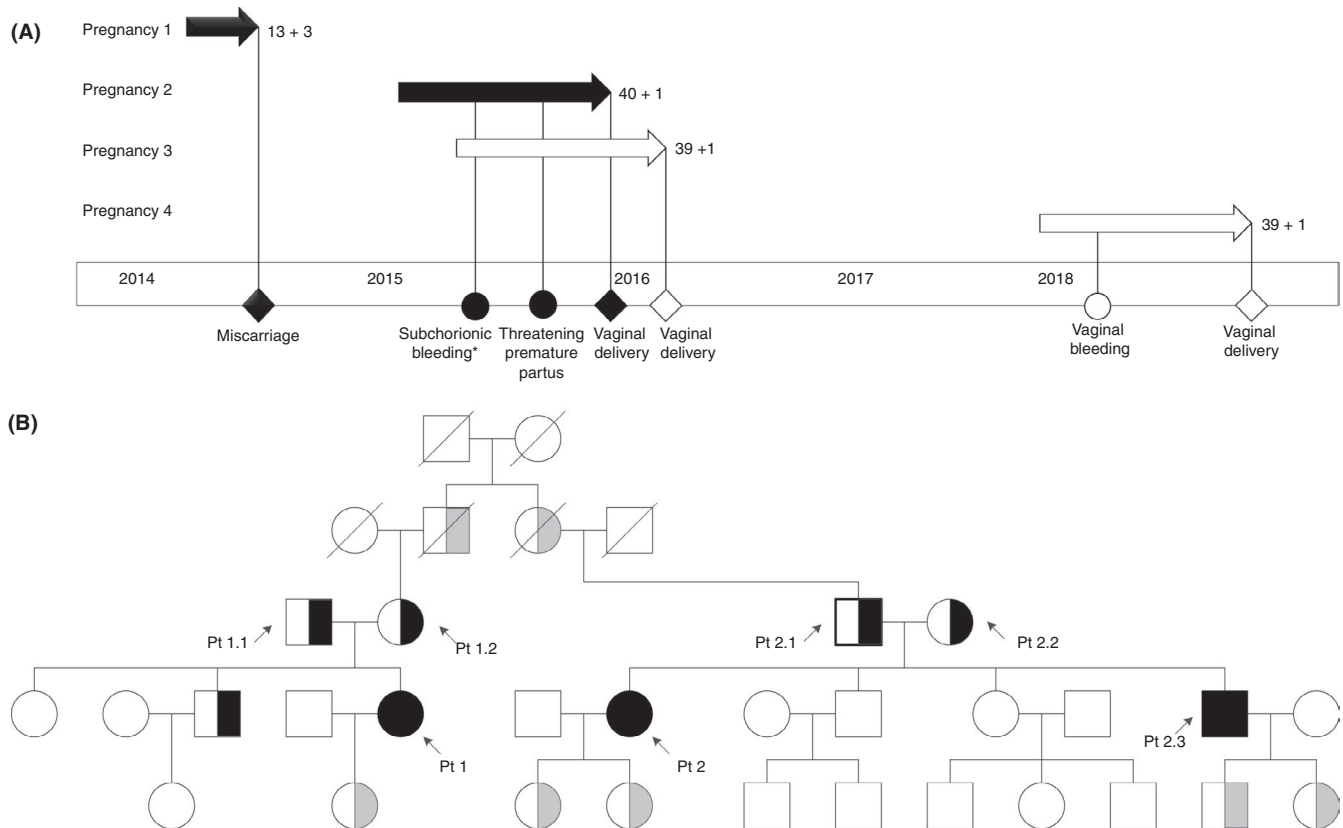 (A)
Pregnancy 1
13 + 3
Pregnancy 2
40 + 1
Pregnancy 3
39 +1
Pregnancy 4
39 + 1
2014
2015
2016
2017
2018
Miscarriage
Subchorionic
bleeding*
Threatening
premature
partus
Vaginal
delivery
Vaginal
delivery
Vaginal
bleeding
Vaginal
delivery
(B)
Pt 1.1
Pt 1.2
Pt 2.1
Pt 2.2
Pt 1
Pt 2
Pt 2.3